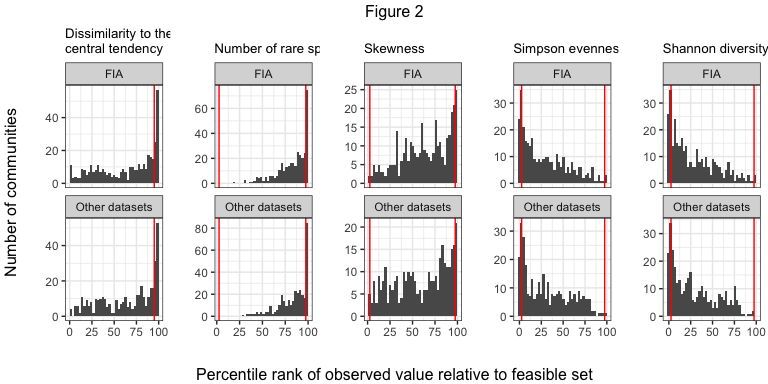 Figure 2
Dissimilarity to the
central tendency
Number of rare sp
Skewness
Simpson evennes
Shannon diversity
FIA
FIA
FIA
FIA
FIA
40
20
0
60
40
20
0
25
20
15
10
5
0
30
20
10
0
30
20
10
0
Number of communities
Other datasets
Other datasets
Other datasets
Other datasets
Other datasets
40
20
0
80
60
40
20
0
20
15
10
5
0
30
20
10
0
30
20
10
0
0 25 50 75 100
0 25 50 75 100
0 25 50 75 100
0 25 50 75 100
0 25 50 75 100
Percentile rank of observed value relative to feasible set